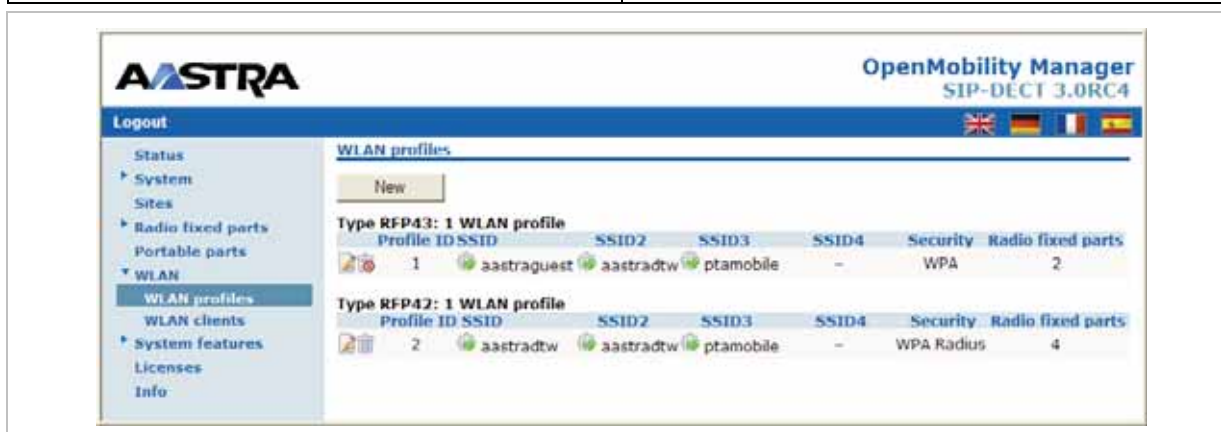 AASTRA
OpenMobility Manager
SIP-DECT 3.0RC4
Logout
Status
System
Sites
Radio fixed parts
Portable parts
WLAN
WLAN profiles
WLAN clients
System features
Licenses
Info
WLAN profiles
New
Type RFP43: 1 WLAN profile
Profile ID SSID SSID2 SSID3 SSID4 Security Radio fixed parts
1 aastraguest aastradtw ptamobile - WPA 2
Type RFP42: 1 WLAN profile
Profile ID SSID SSID2 SSID3 SSID4 Security Radio fixed parts
2 aastradtw aastradtw ptamobile - WPA Radius 4